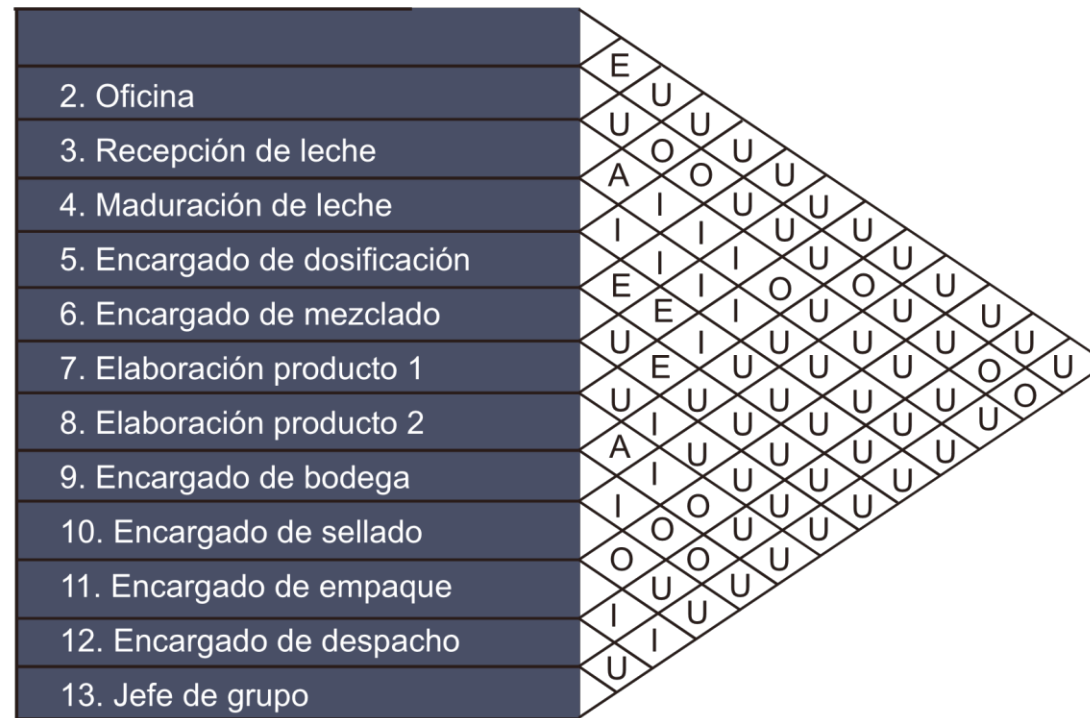 E U U U U U U U U U U U
2. Oficina
U O O U U U O U U O O
3. Recepción de leche
A I I I O U U U U U
4. Maduración de leche
I I I I U U U U U
5. Encargado de dosificación
E E I U U U U U
6. Encargado de mezclado
U E U U U U U
7. Elaboración producto 1
U I U U U U
8. Elaboración producto 2
A I O U U
9. Encargado de bodega
I O O U
10. Encargado de sellado
O U U
11. Encargado de empaque
I I
12. Encargado de despacho
U
13. Jefe de grupo